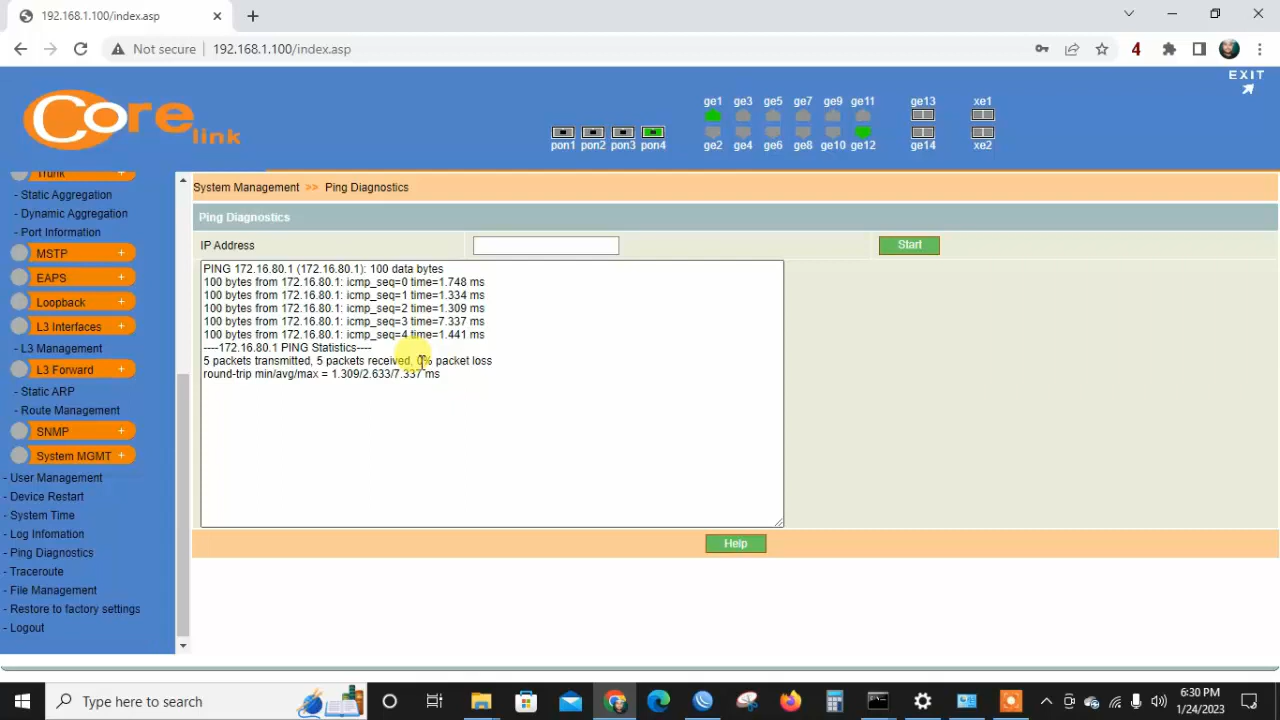 192.168.1.100/index.asp
Not secure
192.168.1.100/index.asp
4
Core
link
EXIT
ge1 ge3 ge5 ge7 ge9 ge11 ge13 xe1
pon1 pon2 pon3 pon4 ge2 ge4 ge6 ge8 ge10 ge12 ge14 xe2
Trunk +
- Static Aggregation
- Dynamic Aggregation
- Port Information
MSTP +
EAPS +
Loopback +
L3 Interfaces +
- L3 Management
L3 Forward +
- Static ARP
- Route Management
SNMP +
System MGMT +
- User Management
- Device Restart
- System Time
- Log Infomation
- Ping Diagnostics
- Traceroute
- File Management
- Restore to factory settings
- Logout
System Management >> Ping Diagnostics
Ping Diagnostics
IP Address
Start
PING 172.16.80.1 (172.16.80.1): 100 data bytes
100 bytes from 172.16.80.1: icmp_seq=0 time=1.748 ms
100 bytes from 172.16.80.1: icmp_seq=1 time=1.334 ms
100 bytes from 172.16.80.1: icmp_seq=2 time=1.309 ms
100 bytes from 172.16.80.1: icmp_seq=3 time=7.337 ms
100 bytes from 172.16.80.1: icmp_seq=4 time=1.441 ms
----172.16.80.1 PING Statistics----
5 packets transmitted, 5 packets received, 0% packet loss
round-trip min/avg/max = 1.309/2.633/7.337 ms
Help
Type here to search
6:30 PM
1/24/2023